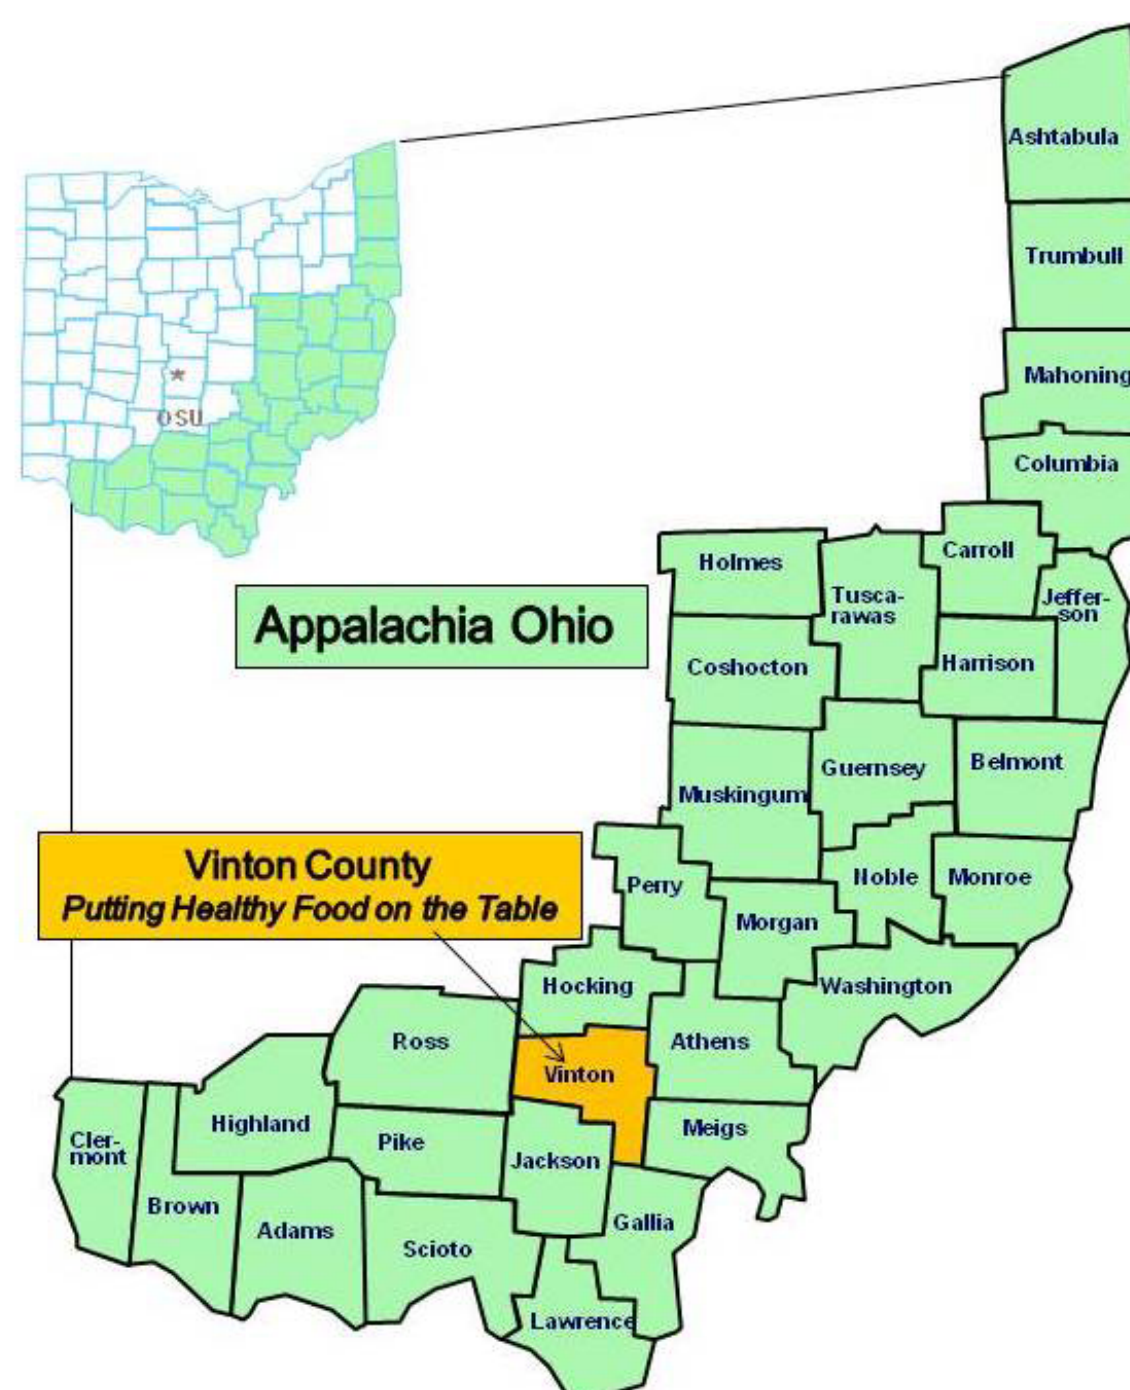 Ashtabula
Trumbull
Mahoning
Columbia
*
OSU
Carroll
Holmes
Tusca-
rawas
Jeffer-
son
Appalachia Ohio
Coshocton
Harrison
Guernsey
Belmont
Muskingum
Vinton County
Putting Healthy Food on the Table
Perry
Noble
Monroe
Morgan
Hocking
Washington
Ross
Athens
Vinton
Highland
Pike
Meigs
Cler-
mont
Jackson
Brown
Adams
Gallia
Scioto
Lawrence